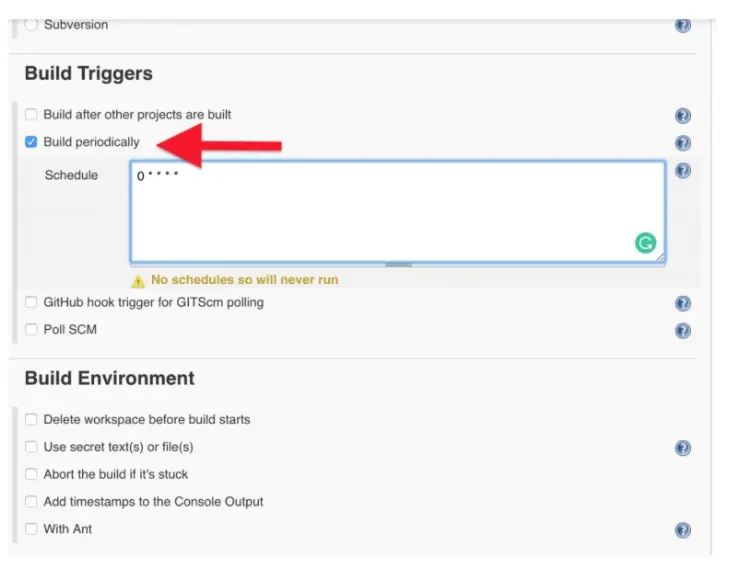 Subversion
Build Triggers
Build after other projects are built
Build periodically
Schedule
0 * * * *
No schedules so will never run
GitHub hook trigger for GITScm polling
Poll SCM
Build Environment
Delete workspace before build starts
Use secret text(s) or file(s)
Abort the build if it's stuck
Add timestamps to the Console Output
With Ant